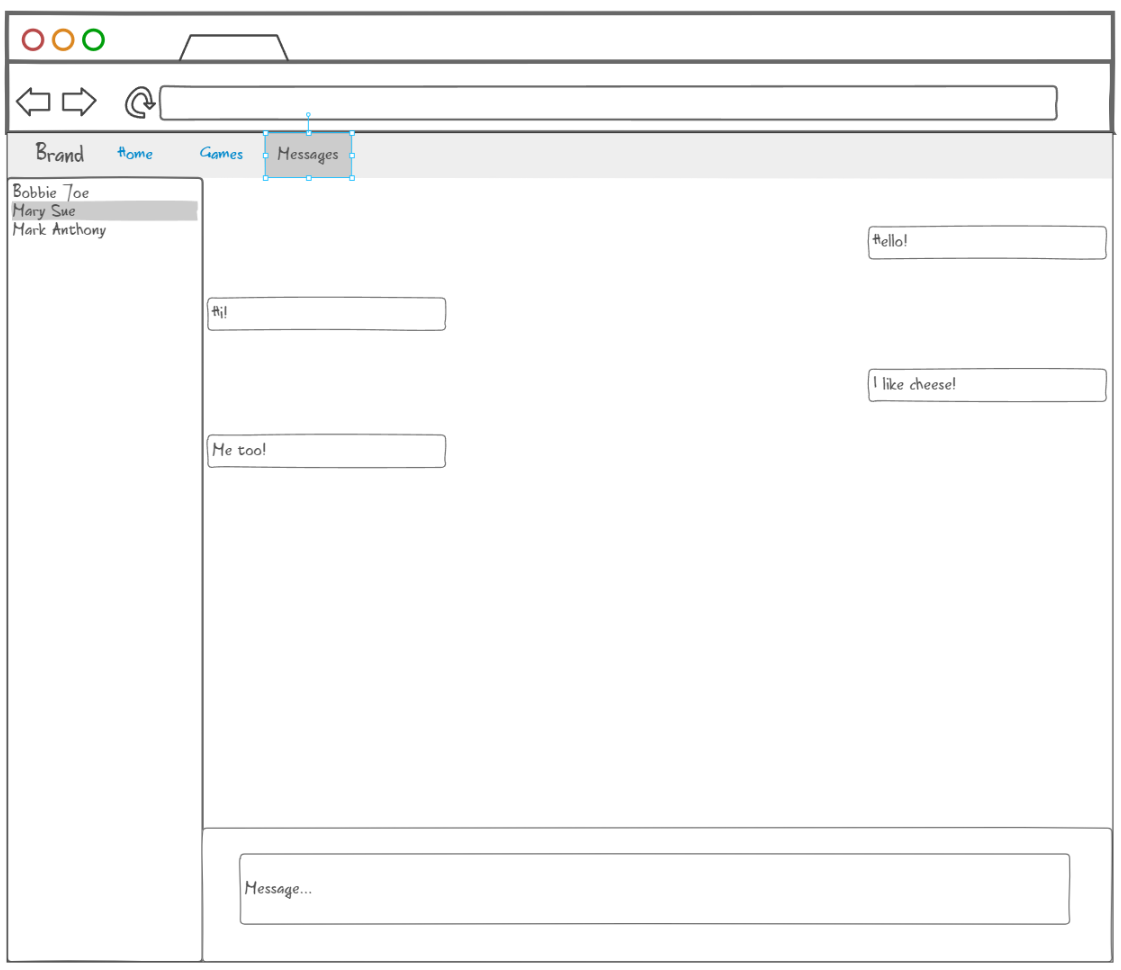 Brand Home Games Messages
Bobbie Joe
Mary Sue
Mark Anthony
Hello!
Hi!
I like cheese!
Me too!
Message...